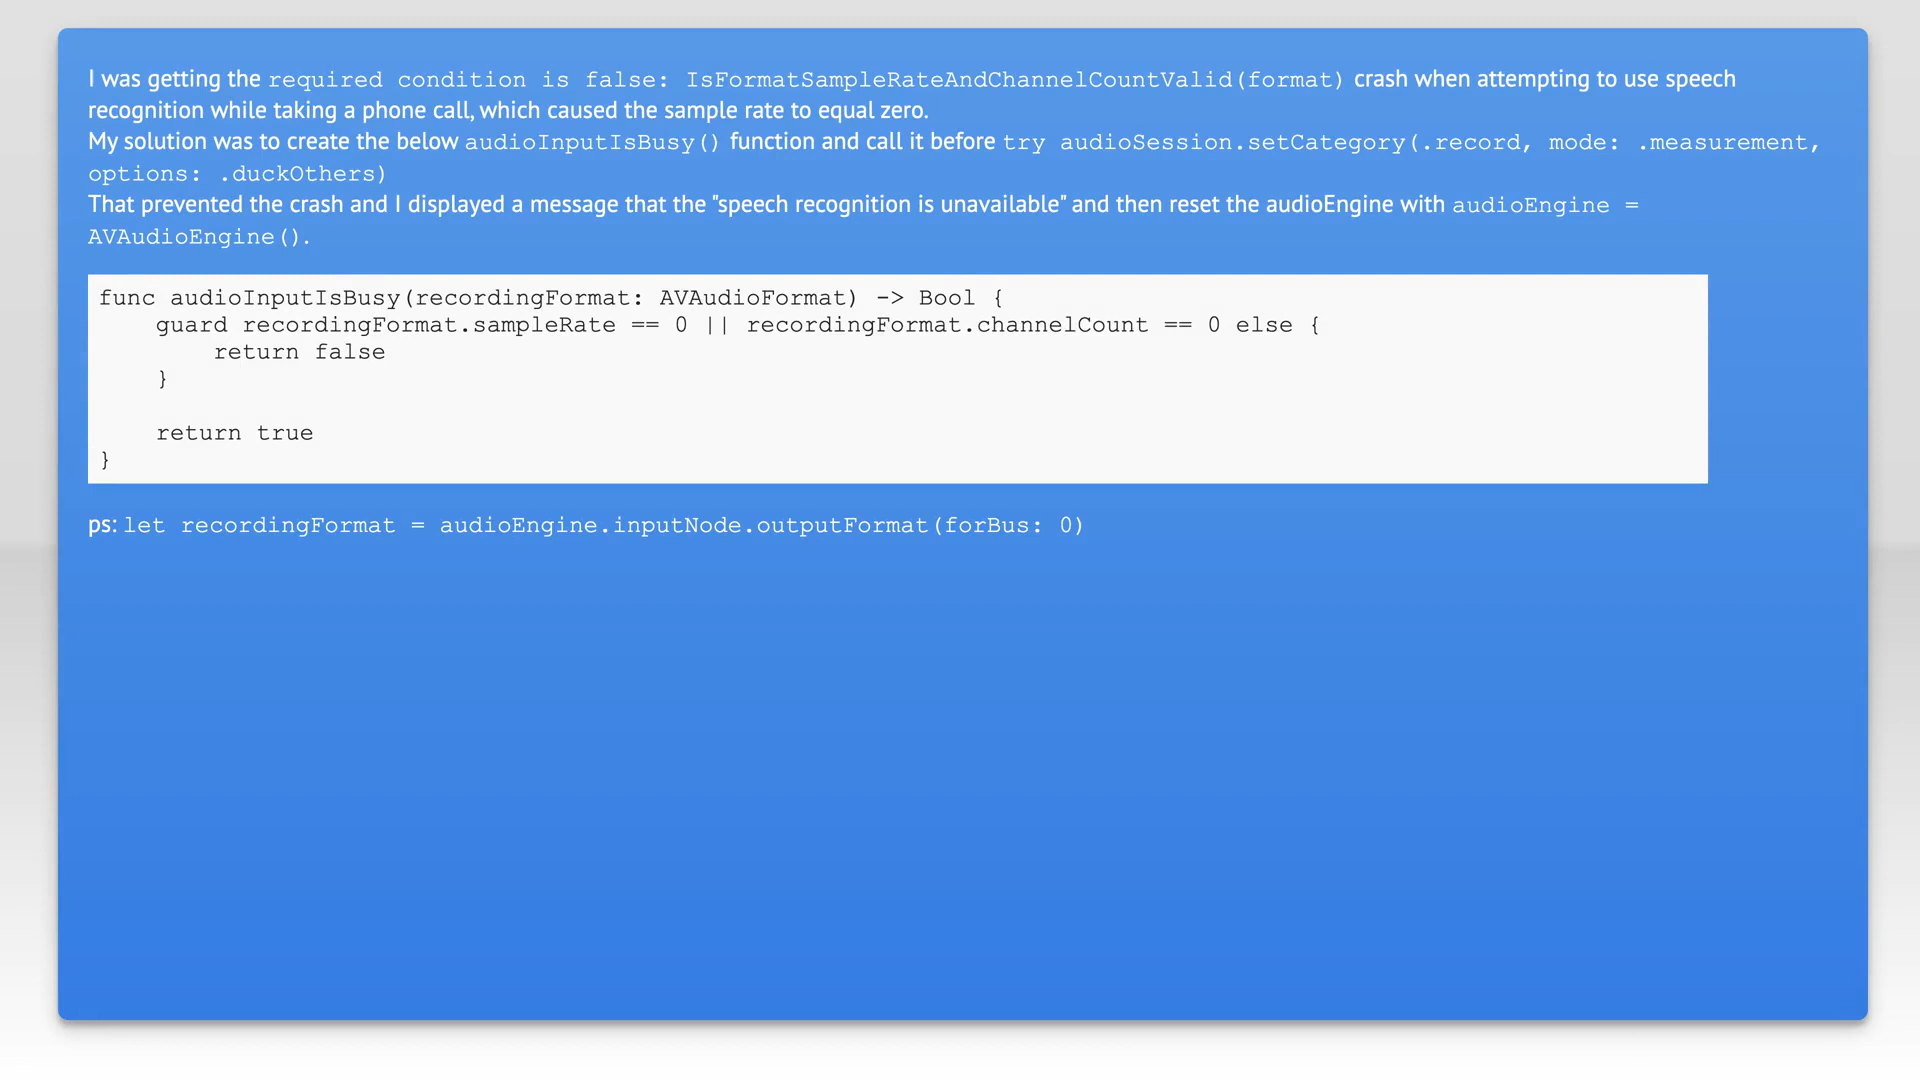 I was getting the required condition is false: IsFormatSampleRateAndChannelCountValid(format) crash when attempting to use speech
recognition while taking a phone call, which caused the sample rate to equal zero.
My solution was to create the below audioInputIsBusy() function and call it before try audioSession.setCategory(.record, mode: .measurement,
options: .duckOthers)
That prevented the crash and I displayed a message that the "speech recognition is unavailable" and then reset the audioEngine with audioEngine =
AVAudioEngine().
func audioInputIsBusy(recordingFormat: AVAudioFormat) -> Bool {
    guard recordingFormat.sampleRate == 0 || recordingFormat.channelCount == 0 else {
        return false
    }

    return true
}
ps: let recordingFormat = audioEngine.inputNode.outputFormat(forBus: 0)